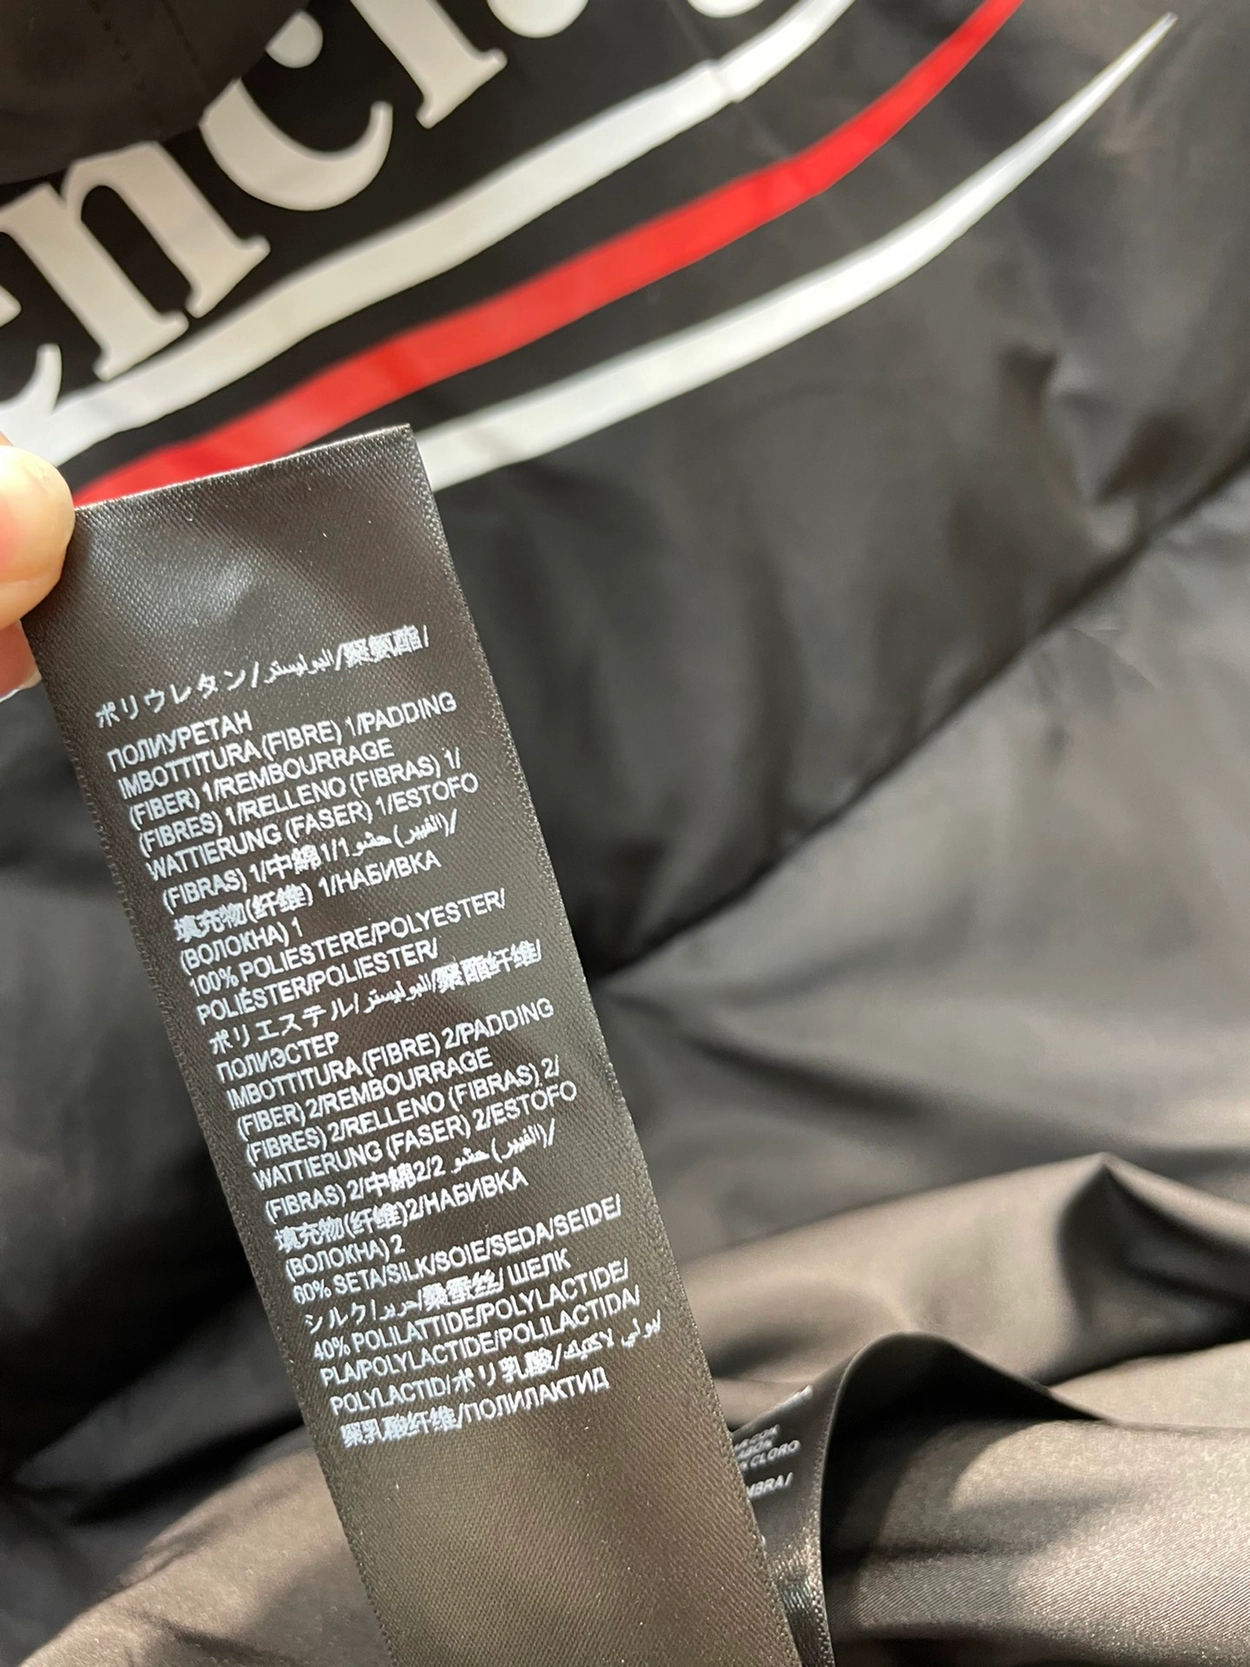 enci
ポリウレタン/البوليستر/聚氨酯/
ПОЛИУРЕТАН
IMBOTTITURA (FIBRE) 1/PADDING
(FIBER) 1/REMBOURRAGE
(FIBRES) 1/RELLENO (FIBRAS) 1/
WATTIERUNG (FASER) 1/ESTOFO
(FIBRAS) 1/中綿1/1حشو (الفيبر)/
填充物(纤维) 1/НАБИВКА
(ВОЛОКНА) 1
100% POLIESTERE/POLYESTER/
POLIÉSTER/POLIESTER/
ポリエステル/البوليستر/聚酯纤维/
ПОЛИЭСТЕР
IMBOTTITURA (FIBRE) 2/PADDING
(FIBER) 2/REMBOURRAGE
(FIBRES) 2/RELLENO (FIBRAS) 2/
WATTIERUNG (FASER) 2/ESTOFO
(FIBRAS) 2/中綿2/2 حشو (الفيبر)/
填充物(纤维)2/НАБИВКА
(ВОЛОКНА) 2
60% SETA/SILK/SOIE/SEDA/SEIDE/
シルク/حرير/桑蚕丝/ ШЕЛК
40% POLILATTIDE/POLYLACTIDE/
PLA/POLYLACTIDE/POLILACTIDA/
POLYLACTID/ポリ乳酸/بولي لاكتيك/
聚乳酸纤维/ПОЛИЛАКТИД
CLORO
MBRA/